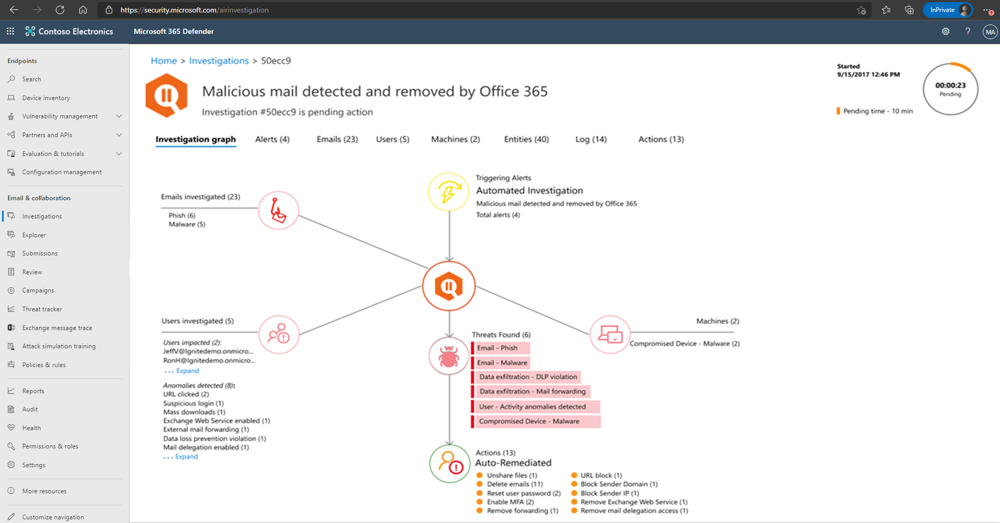 https://security.microsoft.com/airinvestigation
InPrivate
Contoso Electronics
Microsoft 365 Defender
?
MA
Endpoints
Search
Device inventory
Vulnerability management
Partners and APIs
Evaluation & tutorials
Configuration management
Email & collaboration
Investigations
Explorer
Submissions
Review
Campaigns
Threat tracker
Exchange message trace
Attack simulation training
Policies & rules
Reports
Audit
Health
Permissions & roles
Settings
More resources
Customize navigation
Home > Investigations > 50ecc9
Malicious mail detected and removed by Office 365
Investigation #50ecc9 is pending action
Started
9/15/2017 12:46 PM
00:00:23
Pending
Pending time - 10 min
Investigation graph
Alerts (4)
Emails (23)
Users (5)
Machines (2)
Entities (40)
Log (14)
Actions (13)
Triggering Alerts
Automated Investigation
Malicious mail detected and removed by Office 365
Total alerts (4)
Emails investigated (23)
Phish (6)
Malware (5)
Users investigated (5)
Users impacted (2):
JeffV@Ignitedemo.onmicro...
RonH@Ignitedemo.onmicro...
... Expand
Anomalies detected (8):
URL clicked (2)
Suspicious login (1)
Mass downloads (1)
Exchange Web Service enabled (1)
External mail forwarding (1)
Data loss prevention violation (1)
Mail delegation enabled (1)
... Expand
Machines (2)
Compromised Device - Malware (2)
Threats Found (6)
Email - Phish
Email - Malware
Data exfiltration - DLP violation
Data exfiltration - Mail forwarding
User - Activity anomalies detected
Compromised Device - Malware
Actions (13)
Auto-Remediated
Unshare files (1)
Delete emails (11)
Reset user password (2)
Enable MFA (2)
Remove forwarding (1)
URL block (1)
Block Sender Domain (1)
Block Sender IP (1)
Remove Exchange Web Service (1)
Remove mail delegation access (1)